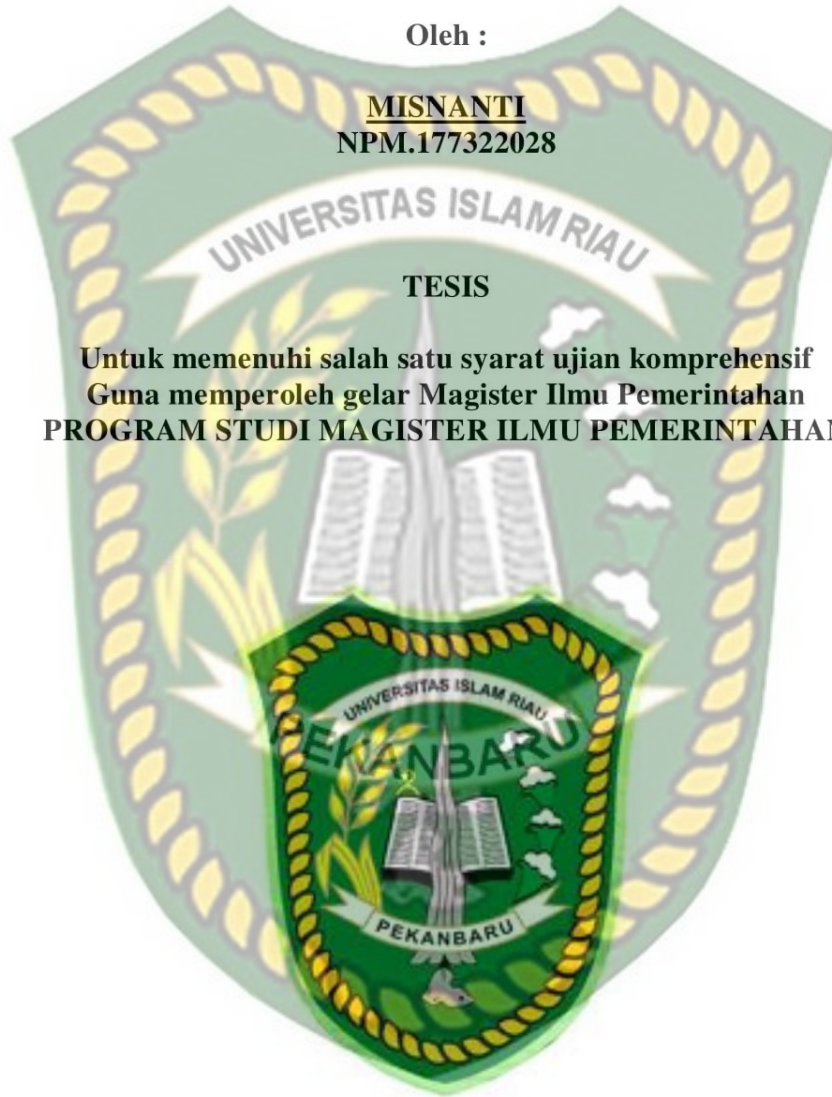 Oleh :
MISNANTI
NPM.177322028
UNIVERSITAS ISLAM RIAU
TESIS
Untuk memenuhi salah satu syarat ujian komprehensif
Guna memperoleh gelar Magister Ilmu Pemerintahan
PROGRAM STUDI MAGISTER ILMU PEMERINTAHAN
UNIVERSITAS ISLAM RIAU
PEKANBARU
PEKANBARU